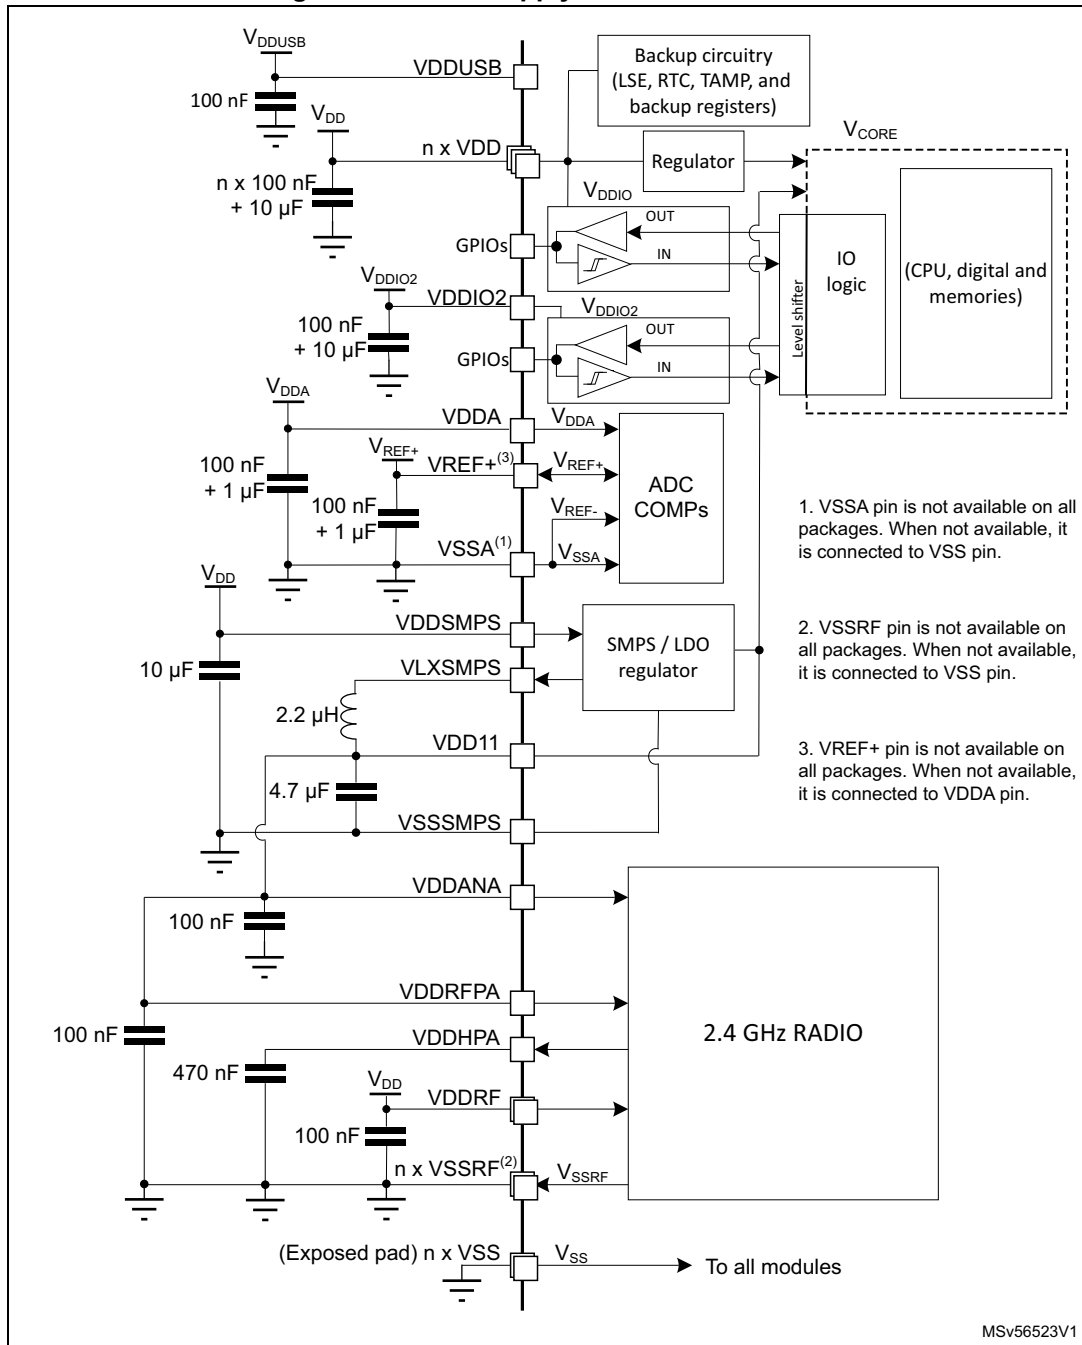 VDDUSB
VDDUSB
100 nF
Backup circuitry
(LSE, RTC, TAMP, and
backup registers)
VDD
n x VDD
n x 100 nF
+ 10 µF
Regulator
VCORE
VDDIO
OUT
IN
GPIOs
Level shifter
IO
logic
(CPU, digital and
memories)
VDDIO2
VDDIO2
VDDIO2
100 nF
+ 10 µF
OUT
IN
GPIOs
VDDA
VDDA
VDDA
100 nF
+ 1 µF
VREF+
VREF+(3)
VREF+
100 nF
+ 1 µF
VREF-
ADC
COMPs
VSSA(1)
VSSA
1. VSSA pin is not available on all
packages. When not available, it
is connected to VSS pin.
VDD
VDDSMPS
10 µF
VLXSMPS
SMPS / LDO
regulator
2. VSSRF pin is not available on
all packages. When not available,
it is connected to VSS pin.
2.2 µH
VDD11
4.7 µF
VSSSMPS
3. VREF+ pin is not available on
all packages. When not available,
it is connected to VDDA pin.
VDDANA
100 nF
VDDRFPA
100 nF
VDDHPA
470 nF
2.4 GHz RADIO
VDD
VDDRF
100 nF
n x VSSRF(2)
VSSRF
(Exposed pad) n x VSS
VSS
To all modules
MSv56523V1